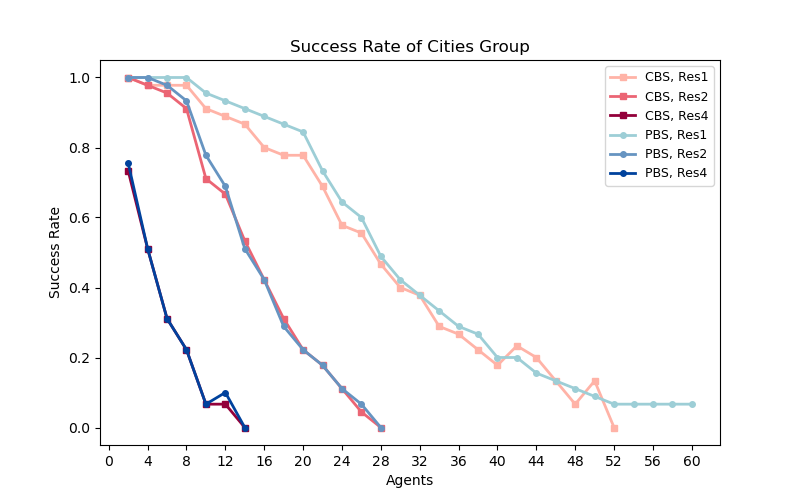 Success Rate of Cities Group
CBS, Res1
CBS, Res2
CBS, Res4
PBS, Res1
PBS, Res2
PBS, Res4
Success Rate
1.0
0.8
0.6
0.4
0.2
0.0
0 4 8 12 16 20 24 28 32 36 40 44 48 52 56 60
Agents